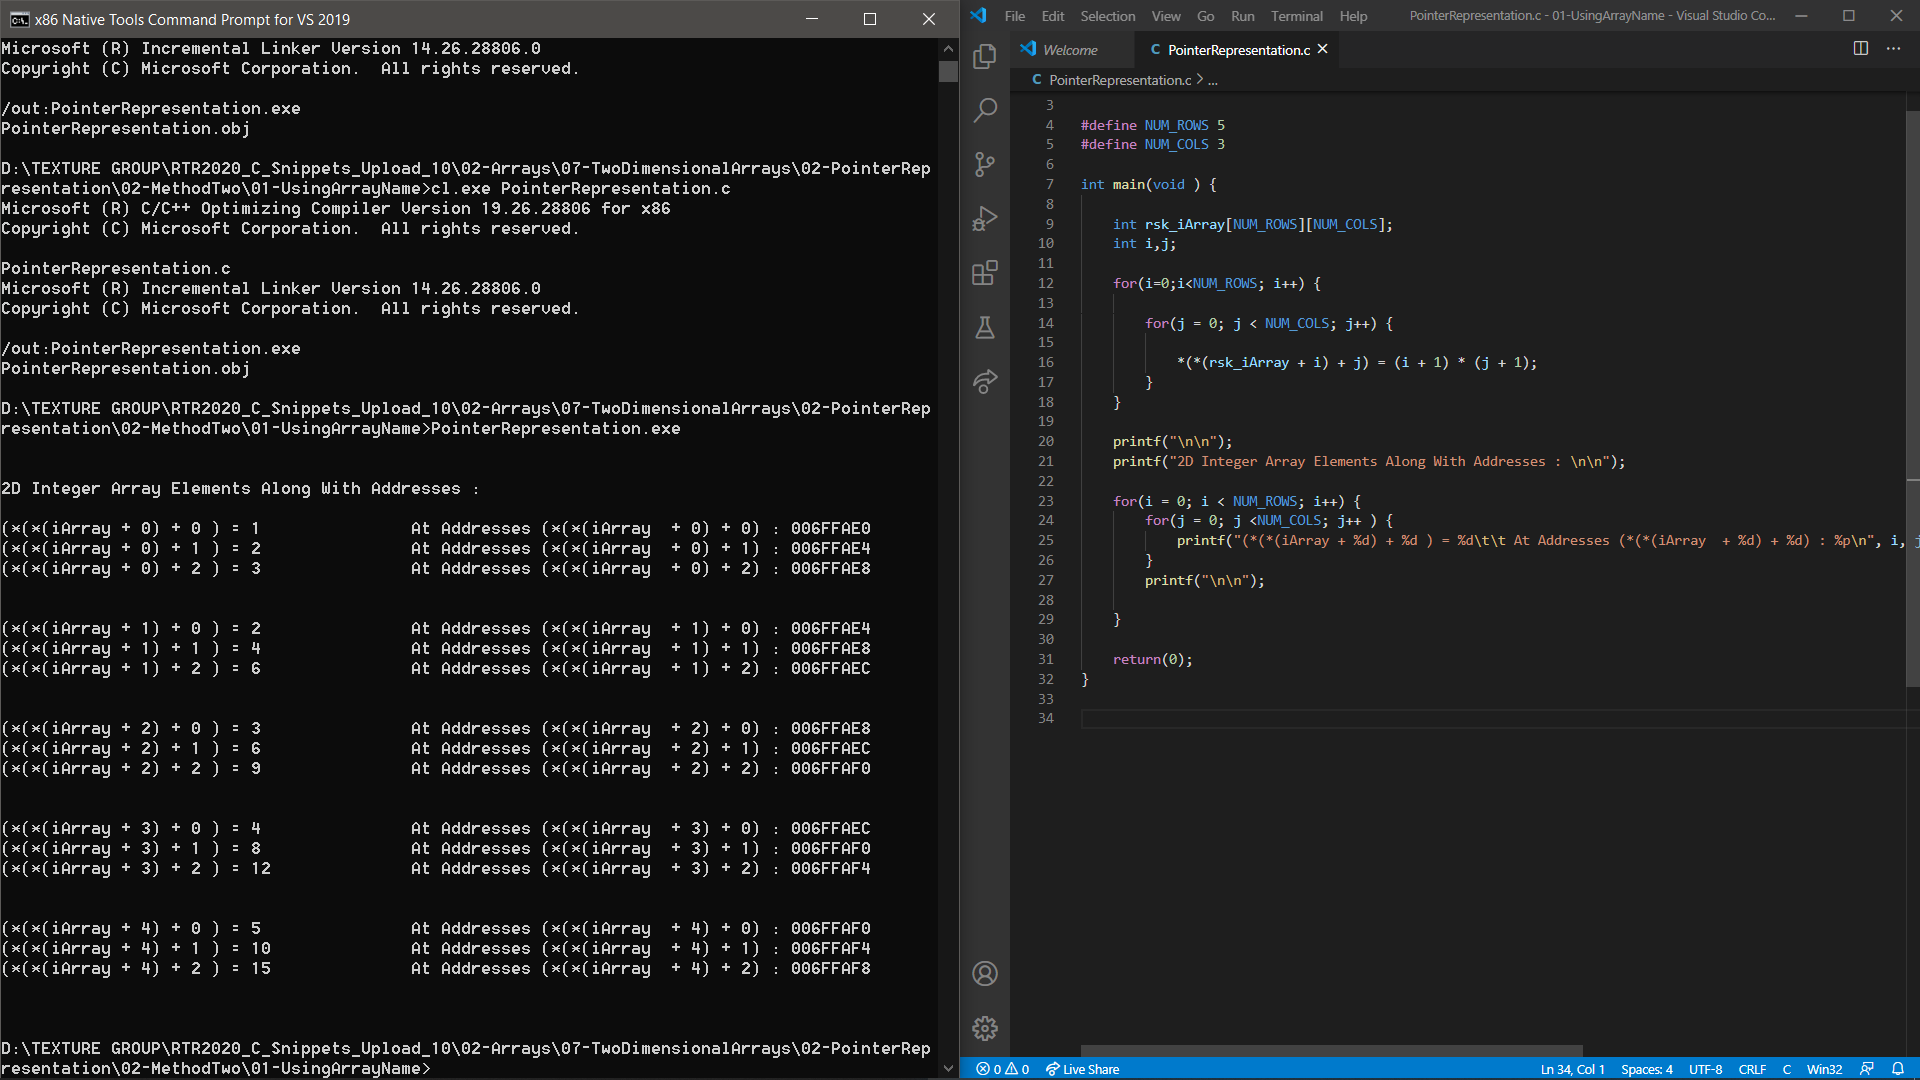 x86 Native Tools Command Prompt for VS 2019
Microsoft (R) Incremental Linker Version 14.26.28806.0
Copyright (C) Microsoft Corporation.  All rights reserved.
/out:PointerRepresentation.exe
PointerRepresentation.obj
D:\TEXTURE GROUP\RTR2020_C_Snippets_Upload_10\02-Arrays\07-TwoDimensionalArrays\02-PointerRep
resentation\02-MethodTwo\01-UsingArrayName>cl.exe PointerRepresentation.c
Microsoft (R) C/C++ Optimizing Compiler Version 19.26.28806 for x86
Copyright (C) Microsoft Corporation.  All rights reserved.
PointerRepresentation.c
Microsoft (R) Incremental Linker Version 14.26.28806.0
Copyright (C) Microsoft Corporation.  All rights reserved.
/out:PointerRepresentation.exe
PointerRepresentation.obj
D:\TEXTURE GROUP\RTR2020_C_Snippets_Upload_10\02-Arrays\07-TwoDimensionalArrays\02-PointerRep
resentation\02-MethodTwo\01-UsingArrayName>PointerRepresentation.exe
2D Integer Array Elements Along With Addresses :
(*(*(iArray + 0) + 0 ) = 1 At Addresses (*(*(iArray  + 0) + 0) : 006FFAE0
(*(*(iArray + 0) + 1 ) = 2 At Addresses (*(*(iArray  + 0) + 1) : 006FFAE4
(*(*(iArray + 0) + 2 ) = 3 At Addresses (*(*(iArray  + 0) + 2) : 006FFAE8
(*(*(iArray + 1) + 0 ) = 2 At Addresses (*(*(iArray  + 1) + 0) : 006FFAE4
(*(*(iArray + 1) + 1 ) = 4 At Addresses (*(*(iArray  + 1) + 1) : 006FFAE8
(*(*(iArray + 1) + 2 ) = 6 At Addresses (*(*(iArray  + 1) + 2) : 006FFAEC
(*(*(iArray + 2) + 0 ) = 3 At Addresses (*(*(iArray  + 2) + 0) : 006FFAE8
(*(*(iArray + 2) + 1 ) = 6 At Addresses (*(*(iArray  + 2) + 1) : 006FFAEC
(*(*(iArray + 2) + 2 ) = 9 At Addresses (*(*(iArray  + 2) + 2) : 006FFAF0
(*(*(iArray + 3) + 0 ) = 4 At Addresses (*(*(iArray  + 3) + 0) : 006FFAEC
(*(*(iArray + 3) + 1 ) = 8 At Addresses (*(*(iArray  + 3) + 1) : 006FFAF0
(*(*(iArray + 3) + 2 ) = 12 At Addresses (*(*(iArray  + 3) + 2) : 006FFAF4
(*(*(iArray + 4) + 0 ) = 5 At Addresses (*(*(iArray  + 4) + 0) : 006FFAF0
(*(*(iArray + 4) + 1 ) = 10 At Addresses (*(*(iArray  + 4) + 1) : 006FFAF4
(*(*(iArray + 4) + 2 ) = 15 At Addresses (*(*(iArray  + 4) + 2) : 006FFAF8
D:\TEXTURE GROUP\RTR2020_C_Snippets_Upload_10\02-Arrays\07-TwoDimensionalArrays\02-PointerRep
resentation\02-MethodTwo\01-UsingArrayName>
File Edit Selection View Go Run Terminal Help PointerRepresentation.c - 01-UsingArrayName - Visual Studio Co...
Welcome C PointerRepresentation.c
C PointerRepresentation.c > ...
3
4 #define NUM_ROWS 5
5 #define NUM_COLS 3
6
7 int main(void ) {
8
9 int rsk_iArray[NUM_ROWS][NUM_COLS];
10 int i,j;
11
12 for(i=0;i<NUM_ROWS; i++) {
13
14 for(j = 0; j < NUM_COLS; j++) {
15
16 *(*(rsk_iArray + i) + j) = (i + 1) * (j + 1);
17 }
18 }
19
20 printf("\n\n");
21 printf("2D Integer Array Elements Along With Addresses : \n\n");
22
23 for(i = 0; i < NUM_ROWS; i++) {
24 for(j = 0; j <NUM_COLS; j++ ) {
25 printf("(*(*(iArray + %d) + %d ) = %d\t\t At Addresses (*(*(iArray  + %d) + %d) : %p\n", i, j
26 }
27 printf("\n\n");
28
29 }
30
31 return(0);
32 }
33
34
0 0 Live Share Ln 34, Col 1 Spaces: 4 UTF-8 CRLF C Win32